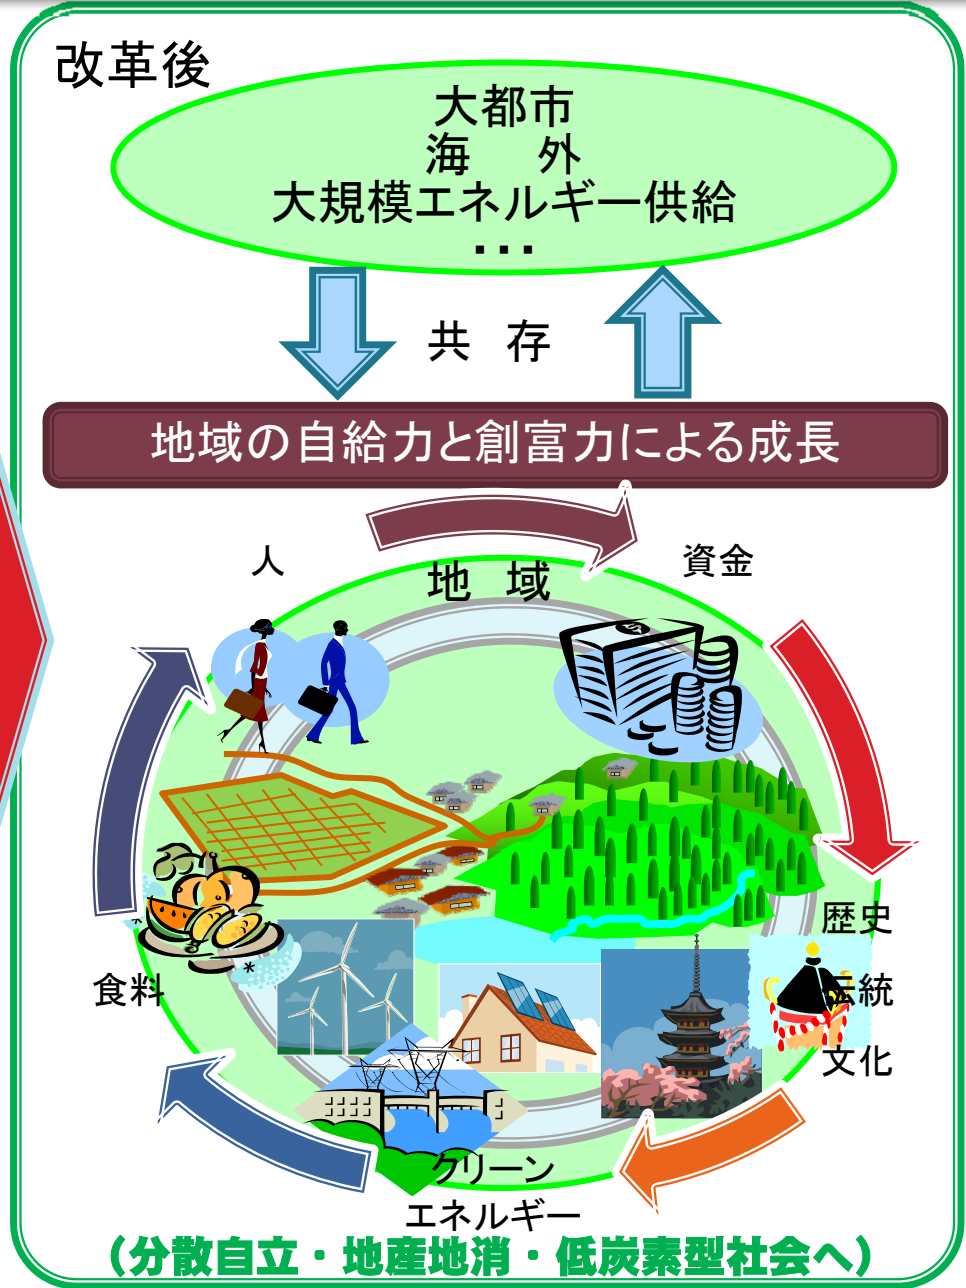 改革後
大都市
海　外
大規模エネルギー供給
・・・
共　存
地域の自給力と創富力による成長
人
地　域
資金
歴史
伝統
文化
食料
クリーン
エネルギー
（分散自立・地産地消・低炭素型社会へ）